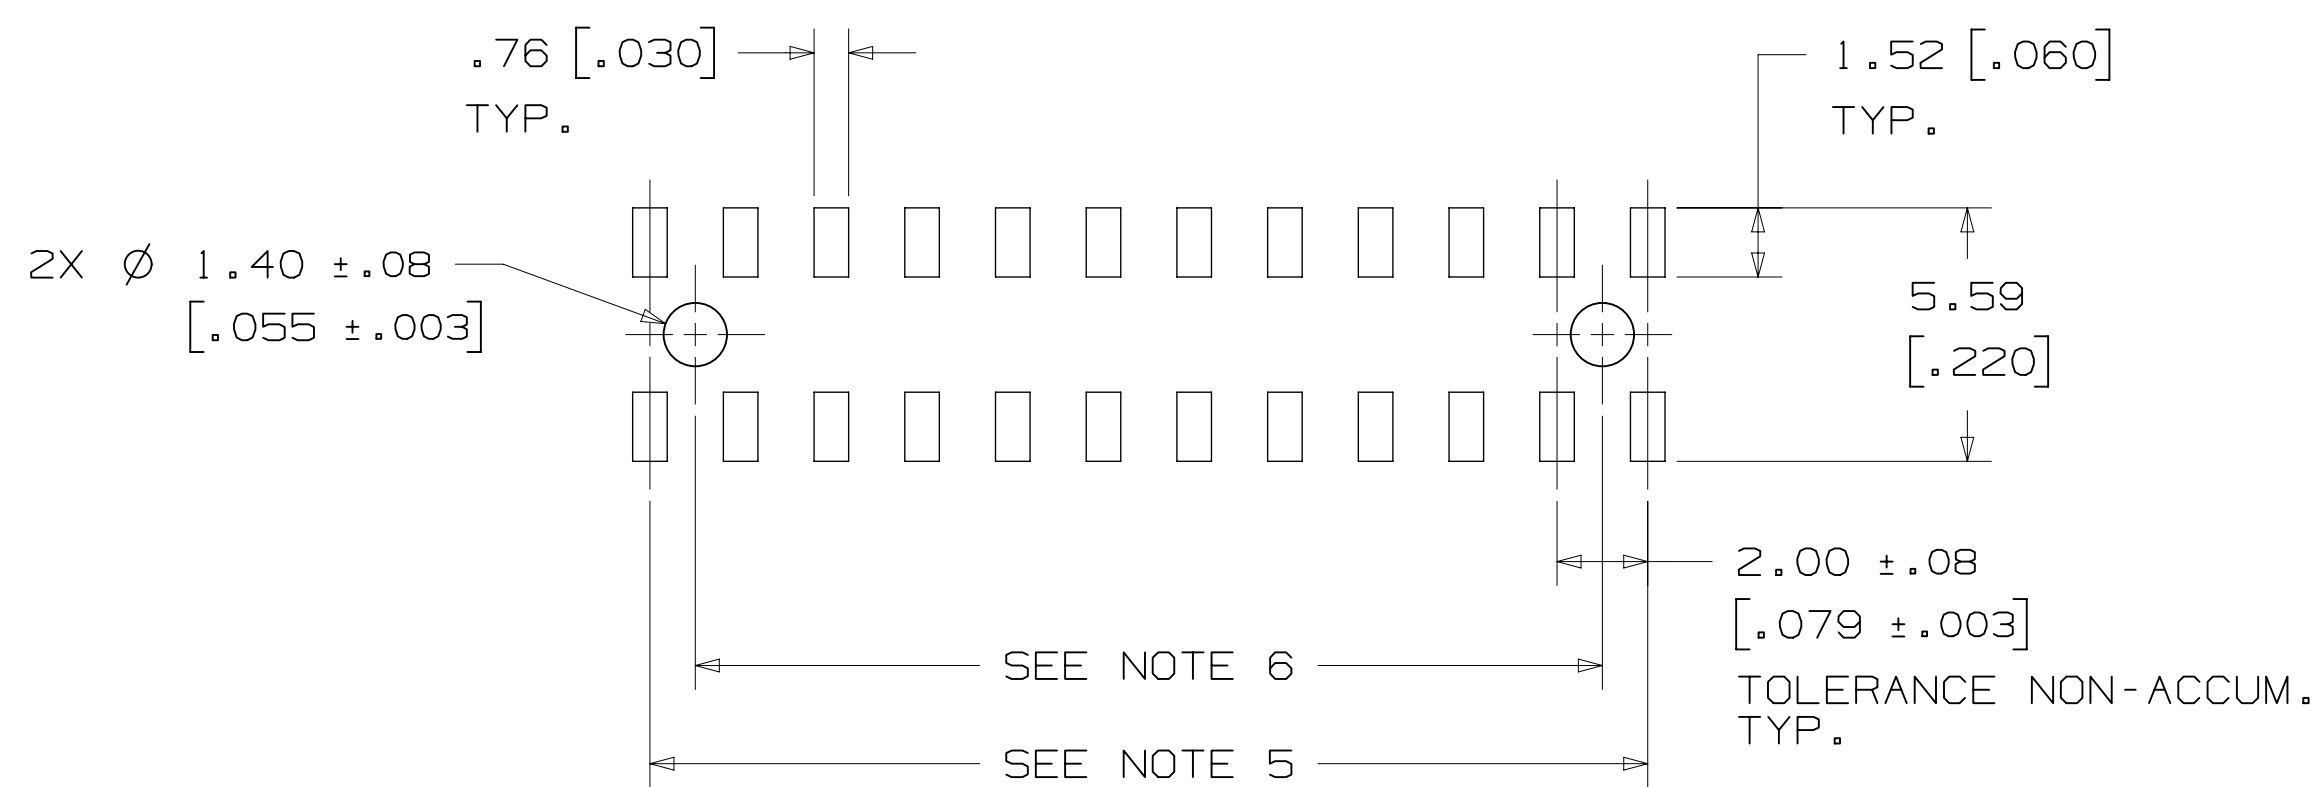 .76 [.030]
TYP.
1.52 [.060]
TYP.
2X Ø 1.40 ±.08
[.055 ±.003]
5.59
[.220]
2.00 ±.08
[.079 ±.003]
TOLERANCE NON-ACCUM.
TYP.
SEE NOTE 6
SEE NOTE 5